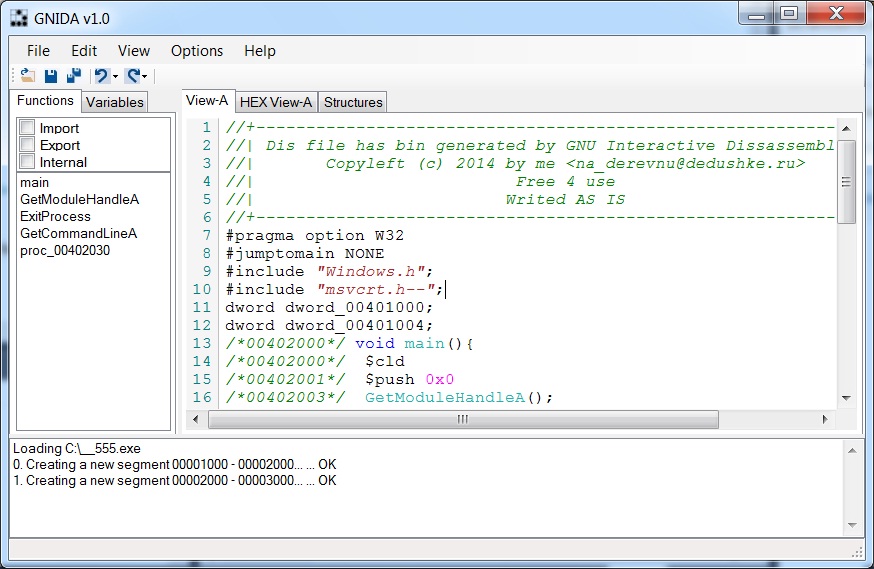 GNIDA v1.0
File Edit View Options Help
Functions Variables
View-A HEX View-A Structures
Import
Export
Internal
main
GetModuleHandleA
ExitProcess
GetCommandLineA
proc_00402030
1 //+----------------------------------------------------------
2 //| Dis file has bin generated by GNU Interactive Dissassembl
3 //| Copyleft (c) 2014 by me <na_derevnu@dedushke.ru>
4 //| Free 4 use
5 //| Writed AS IS
6 //+----------------------------------------------------------
7 #pragma option W32
8 #jumptomain NONE
9 #include "Windows.h";
10 #include "msvcrt.h--";
11 dword dword_00401000;
12 dword dword_00401004;
13 /*00402000*/ void main(){
14 /*00402000*/ $cld
15 /*00402001*/ $push 0x0
16 /*00402003*/ GetModuleHandleA();
Loading C:\__555.exe
0. Creating a new segment 00001000 - 00002000... ... OK
1. Creating a new segment 00002000 - 00003000... ... OK